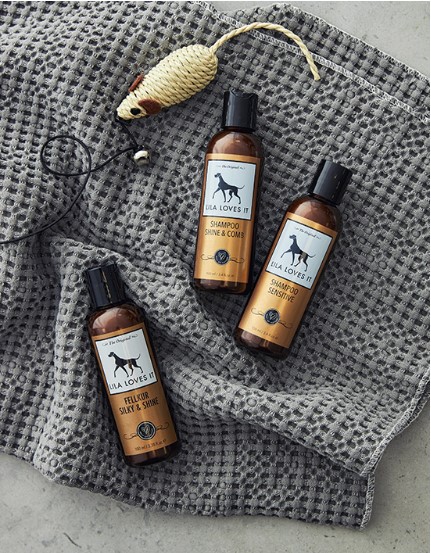 The Original
LILA LOVES IT
SHAMPOO
SHINE & COMB
The Original
LILA LOVES IT
SHAMPOO
SENSITIVE
The Original
LILA LOVES IT
FELLKUR
SILKY & SHINE